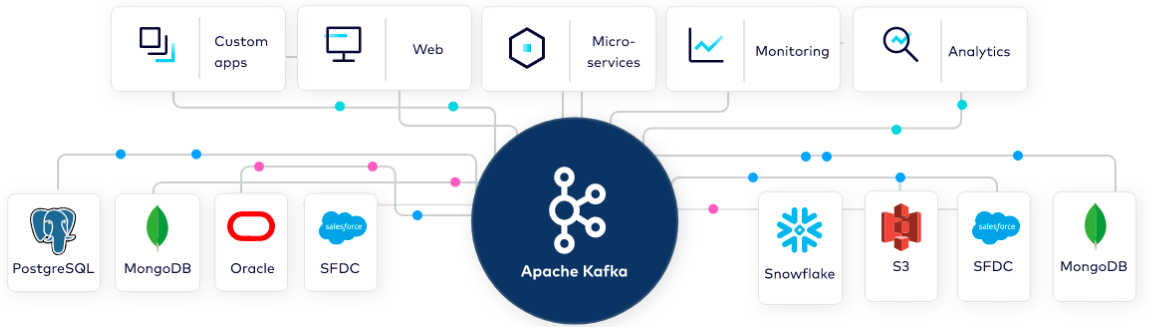 Custom
apps
Web
Micro-
services
Monitoring
Analytics
PostgreSQL
MongoDB
Oracle
salesforce
SFDC
Apache Kafka
Snowflake
S3
salesforce
SFDC
MongoDB